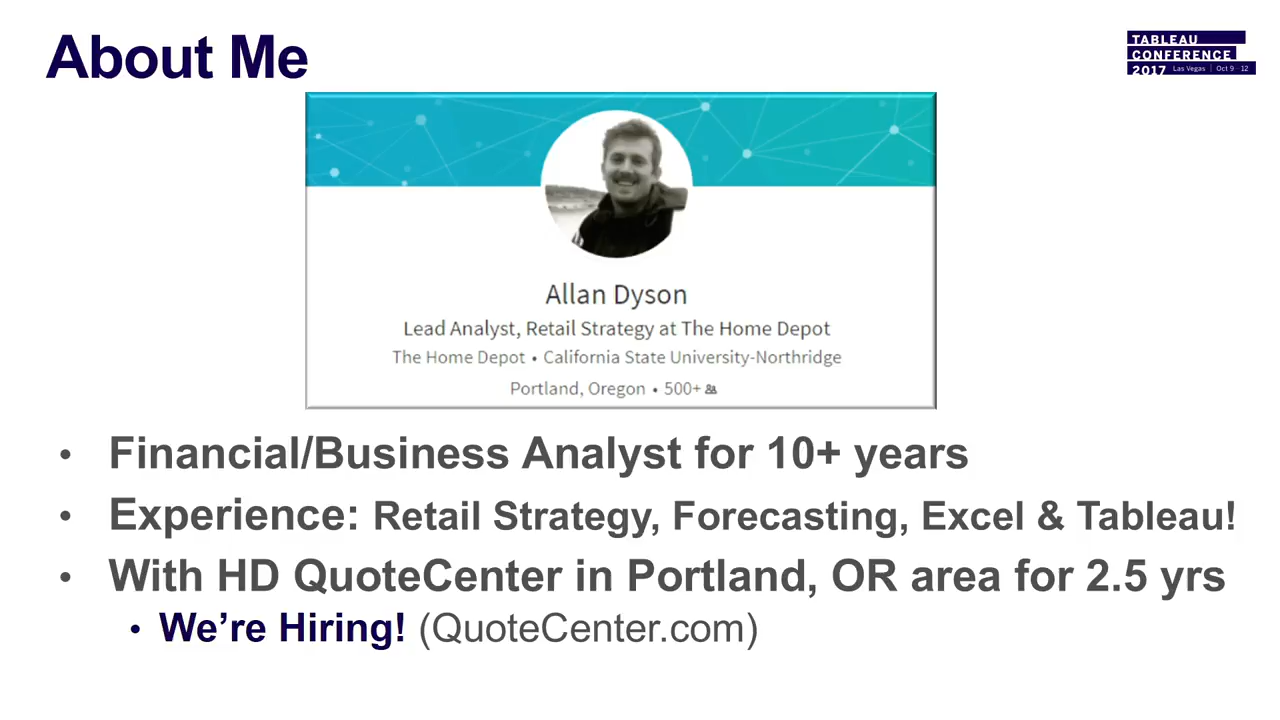 About Me
TABLEAU
CONFERENCE
2017 Las Vegas | Oct 9 - 12
Allan Dyson
Lead Analyst, Retail Strategy at The Home Depot
The Home Depot • California State University-Northridge
Portland, Oregon • 500+
• Financial/Business Analyst for 10+ years
• Experience: Retail Strategy, Forecasting, Excel & Tableau!
• With HD QuoteCenter in Portland, OR area for 2.5 yrs
• We’re Hiring! (QuoteCenter.com)